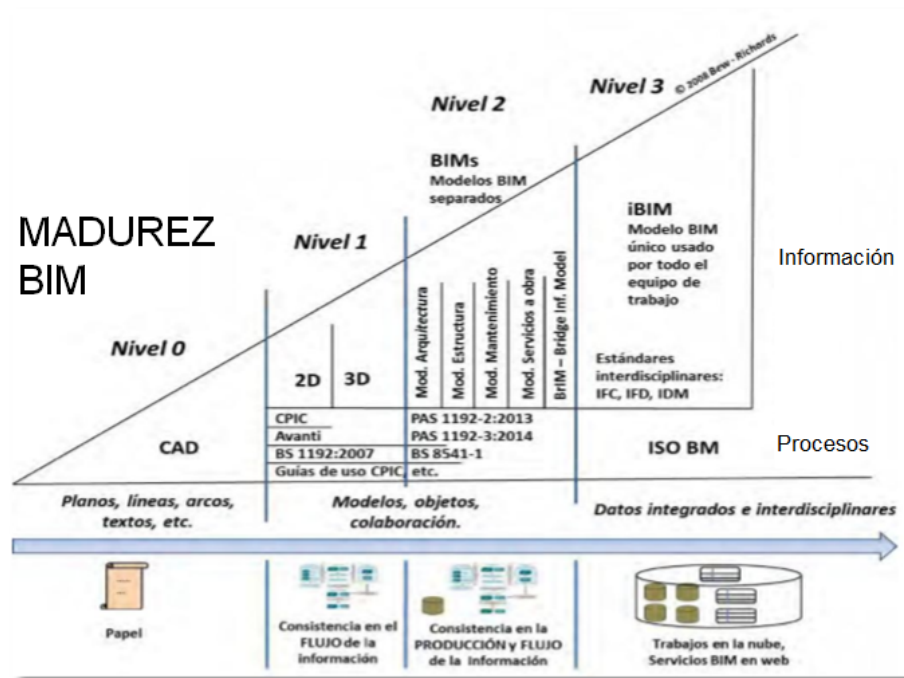 © 2008 Bew - Richards
Nivel 3
Nivel 2
BIMs
Modelos BIM
separados
MADUREZ
BIM
Nivel 1
iBIM
Modelo BIM
único usado
por todo el
equipo de
trabajo
Información
Nivel 0
2D
3D
Mod. Arquitectura
Mod. Estructura
Mod. Mantenimiento
Mod. Servicios a obra
BrIM – Bridge Inf. Model
Estándares
interdisciplinares:
IFC, IFD, IDM
CAD
CPIC
Avanti
BS 1192:2007
Guías de uso CPIC, etc.
PAS 1192-2:2013
PAS 1192-3:2014
BS 8541-1
ISO BM
Procesos
Planos, líneas, arcos,
textos, etc.
Modelos, objetos,
colaboración.
Datos integrados e interdisciplinares
Papel
Consistencia en el
FLUJO de la
información
Consistencia en la
PRODUCCIÓN y FLUJO
de la Información
Trabajos en la nube,
Servicios BIM en web